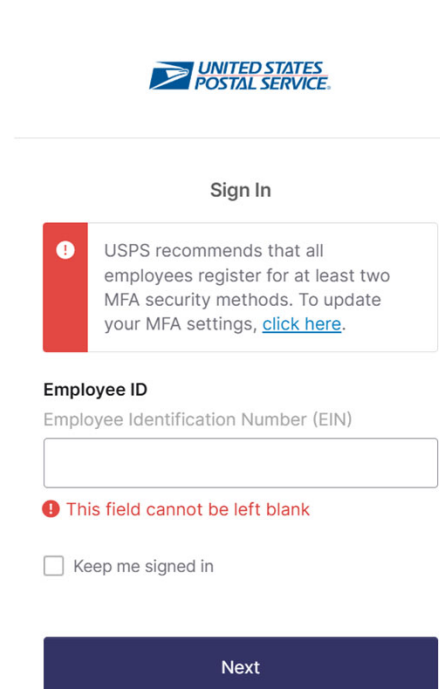 UNITED STATES
POSTAL SERVICE®
Sign In
USPS recommends that all
employees register for at least two
MFA security methods. To update
your MFA settings, click here.
Employee ID
Employee Identification Number (EIN)
This field cannot be left blank
Keep me signed in
Next